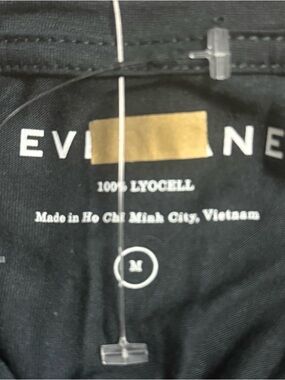 100% LYOCELL
Made in Ho Chi Minh City, Vietnam
M